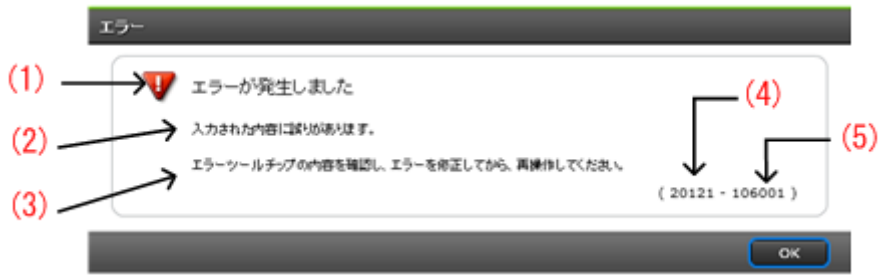 エラー
(1)
エラーが発生しました
(4)
(2)
入力された内容に誤りがあります。
(5)
(3)
エラーツールチップの内容を確認し、エラーを修正してから、再操作してください。
( 20121 - 106001 )
OK